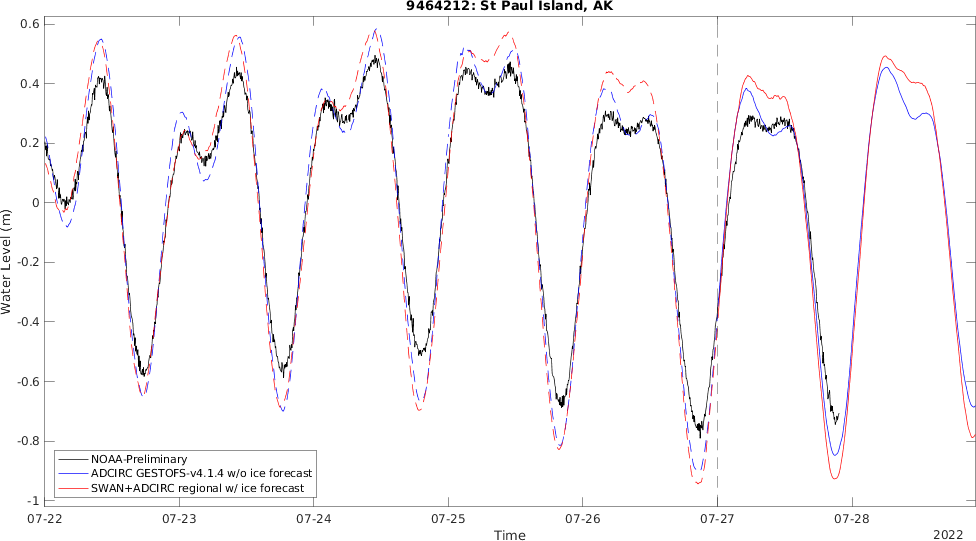 9464212: St Paul Island, AK
Water Level (m)
0.6
0.4
0.2
0
-0.2
-0.4
-0.6
-0.8
-1
NOAA-Preliminary
ADCIRC GESTOFS-v4.1.4 w/o ice forecast
SWAN+ADCIRC regional w/ ice forecast
07-22
07-23
07-24
07-25
07-26
07-27
07-28
Time
2022